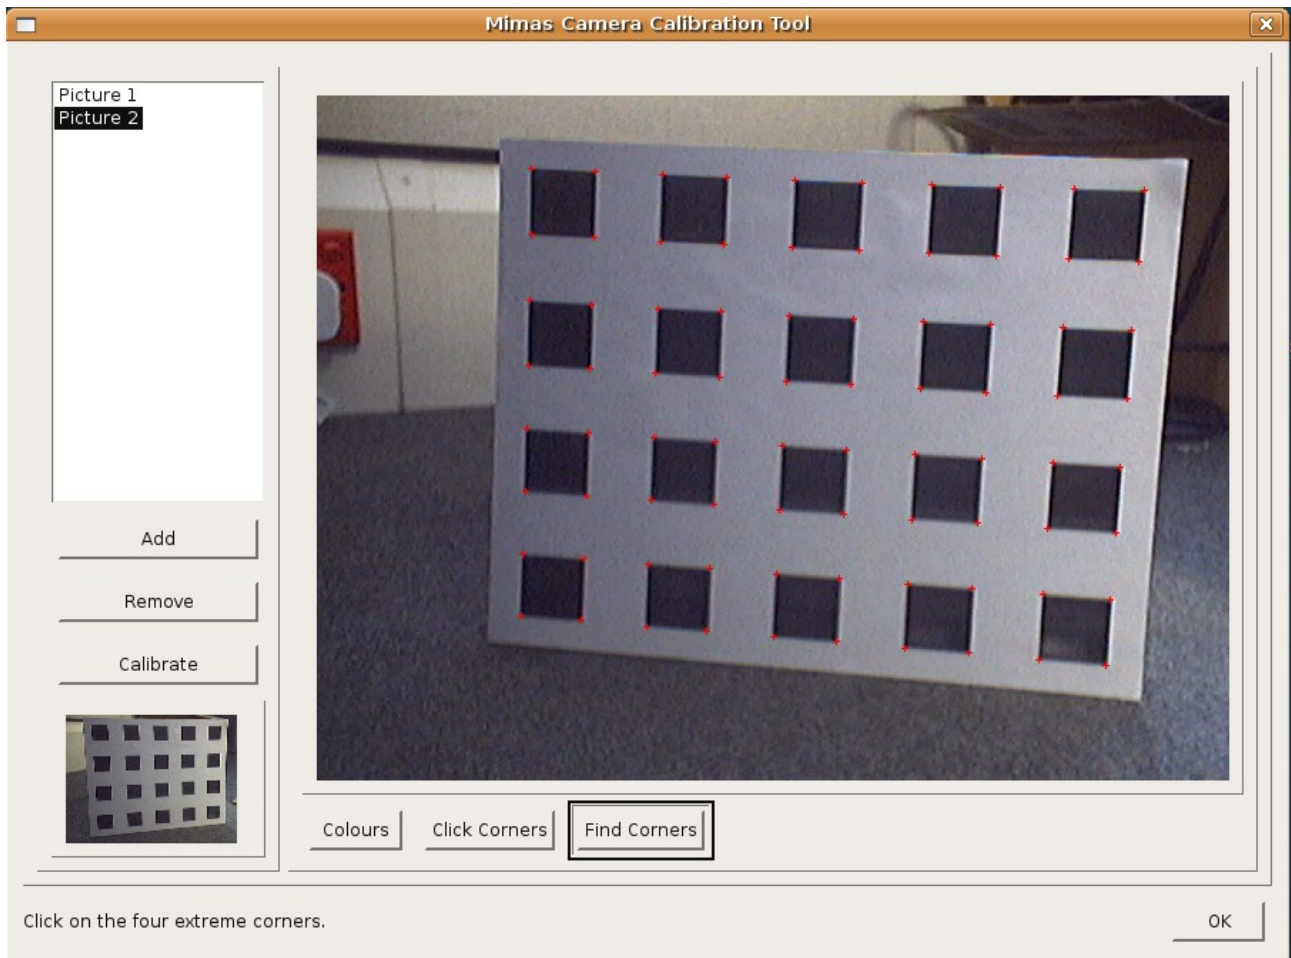 Mimas Camera Calibration Tool
Picture 1
Picture 2
Add
Remove
Calibrate
Colours
Click Corners
Find Corners
Click on the four extreme corners.
OK